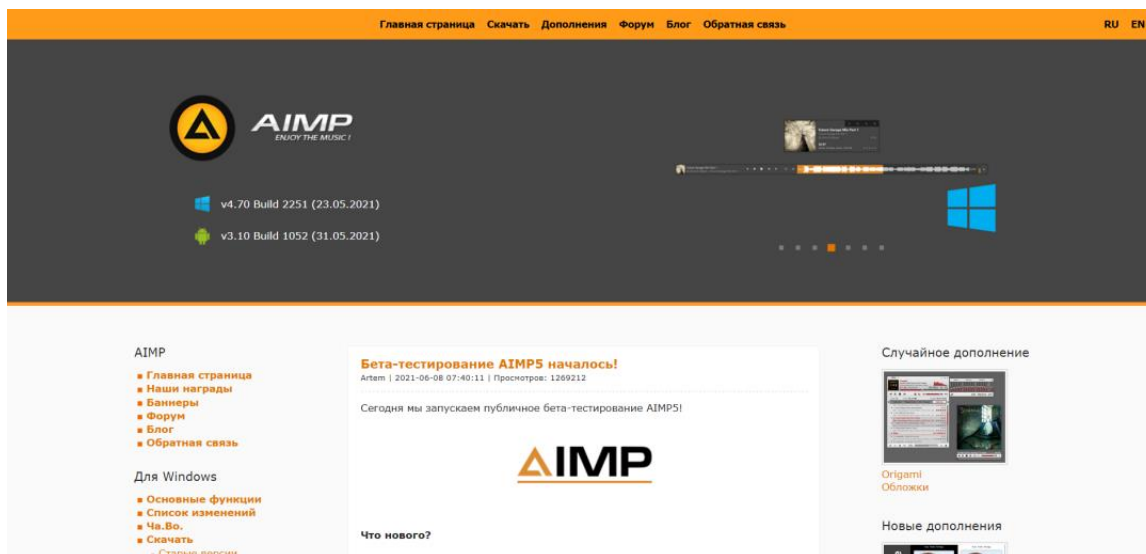 Главная страница Скачать Дополнения Форум Блог Обратная связь
RU EN
AIMP
ENJOY THE MUSIC!
v4.70 Build 2251 (23.05.2021)
v3.10 Build 1052 (31.05.2021)
AIMP
Главная страница
Наши награды
Баннеры
Форум
Блог
Обратная связь
Для Windows
Основные функции
Список изменений
Ча.Во.
Скачать
- Старые версии
Бета-тестирование AIMP5 началось!
Artem | 2021-06-08 07:40:11 | Просмотров: 1269212
Сегодня мы запускаем публичное бета-тестирование AIMP5!
AIMP
Что нового?
Случайное дополнение
Origami
Обложки
Новые дополнения